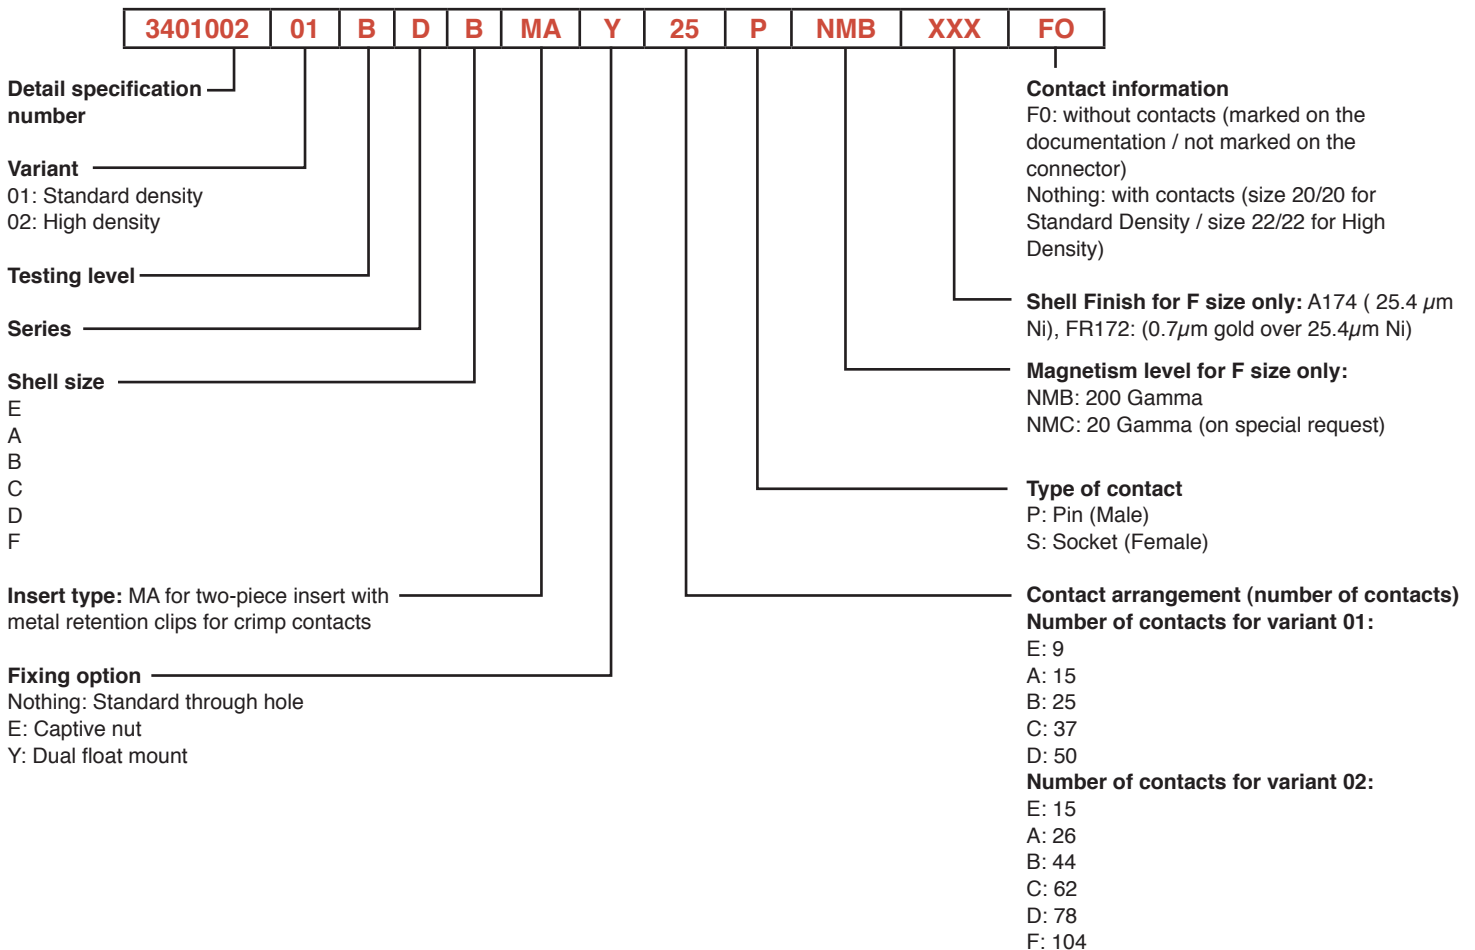 3401002 01 B D B MA Y 25 P NMB XXX FO
Detail specification
number
Variant
01: Standard density
02: High density
Testing level
Series
Shell size
E
A
B
C
D
F
Insert type: MA for two-piece insert with
metal retention clips for crimp contacts
Fixing option
Nothing: Standard through hole
E: Captive nut
Y: Dual float mount
Contact information
F0: without contacts (marked on the
documentation / not marked on the
connector)
Nothing: with contacts (size 20/20 for
Standard Density / size 22/22 for High
Density)
Shell Finish for F size only: A174 ( 25.4 µm
Ni), FR172: (0.7µm gold over 25.4µm Ni)
Magnetism level for F size only:
NMB: 200 Gamma
NMC: 20 Gamma (on special request)
Type of contact
P: Pin (Male)
S: Socket (Female)
Contact arrangement (number of contacts)
Number of contacts for variant 01:
E: 9
A: 15
B: 25
C: 37
D: 50
Number of contacts for variant 02:
E: 15
A: 26
B: 44
C: 62
D: 78
F: 104